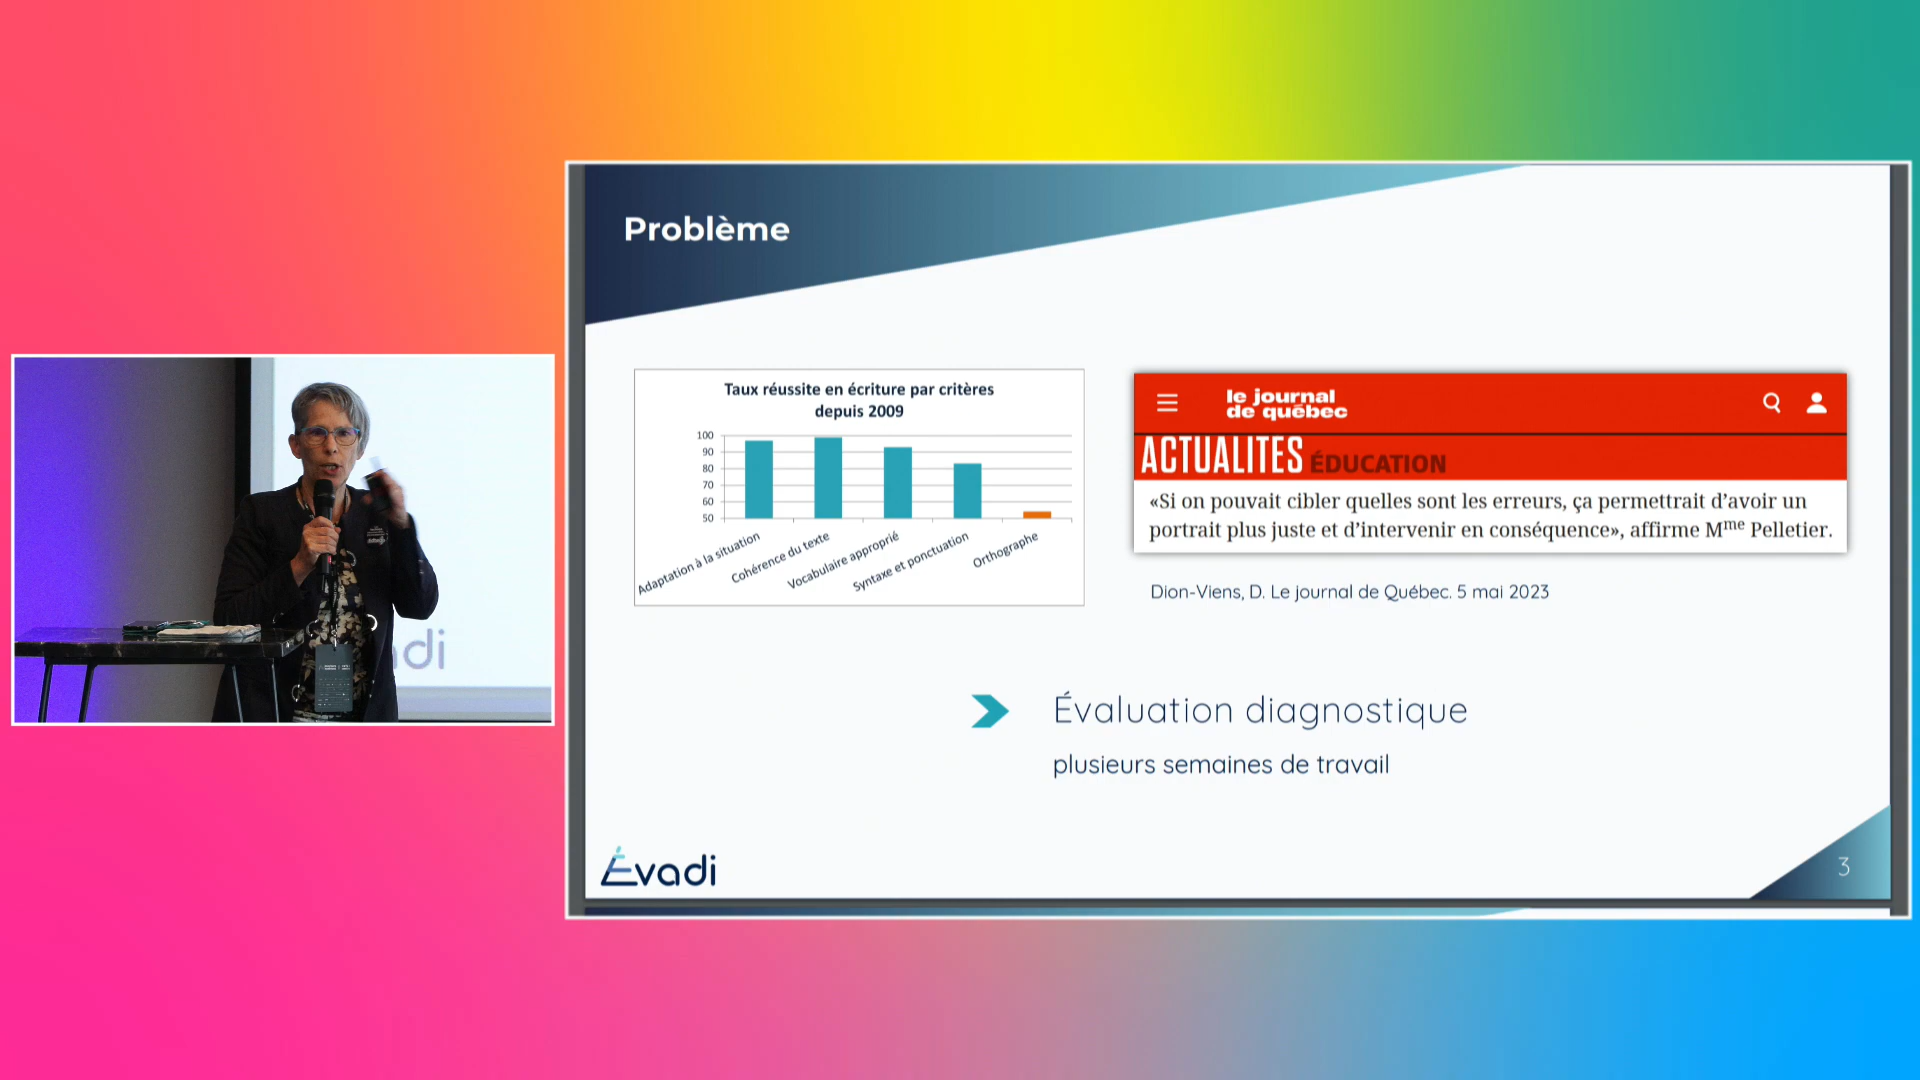 Problème
Taux réussite en écriture par critères
depuis 2009
100
90
80
70
60
50
Adaptation à la situation
Cohérence du texte
Vocabulaire approprié
Syntaxe et ponctuation
Orthographe
le journal
de québec
ACTUALITES ÉDUCATION
«Si on pouvait cibler quelles sont les erreurs, ça permettrait d’avoir un
portrait plus juste et d’intervenir en conséquence», affirme Mme Pelletier.
Dion-Viens, D. Le journal de Québec. 5 mai 2023
Évaluation diagnostique
plusieurs semaines de travail
Évadi
3